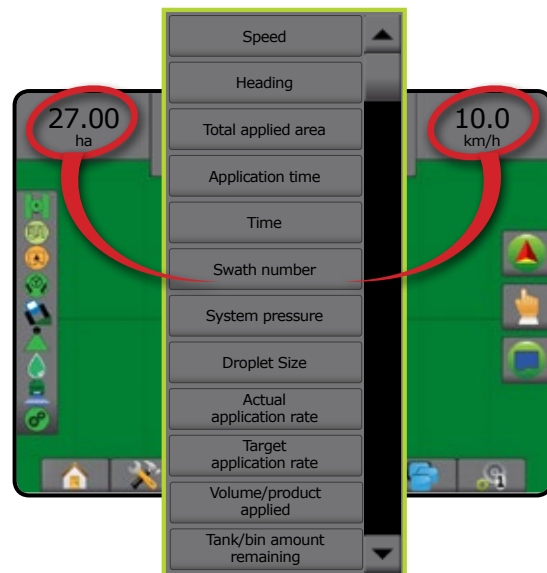 Speed
Heading
27.00
ha
10.0
km/h
Total applied area
Application time
Time
Swath number
System pressure
Droplet Size
Actual
application rate
Target
application rate
Volume/product
applied
Tank/bin amount
remaining
1